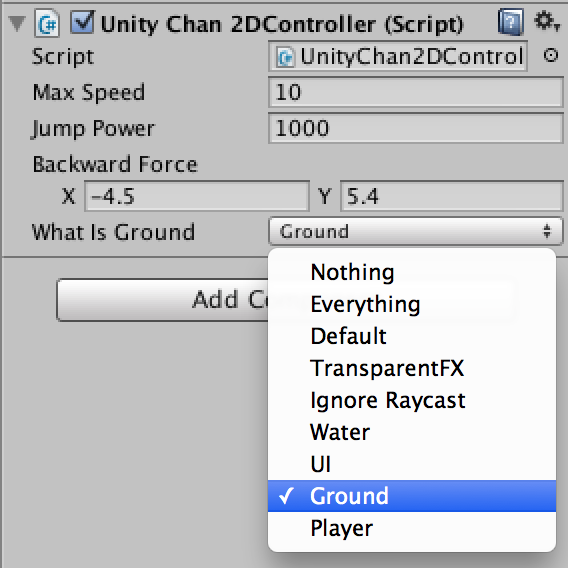 Unity Chan 2DController (Script)
Script UnityChan2DControl
Max Speed 10
Jump Power 1000
Backward Force
X -4.5 Y 5.4
What Is Ground Ground
Nothing
Add C
Everything
Default
TransparentFX
Ignore Raycast
Water
UI
✓ Ground
Player